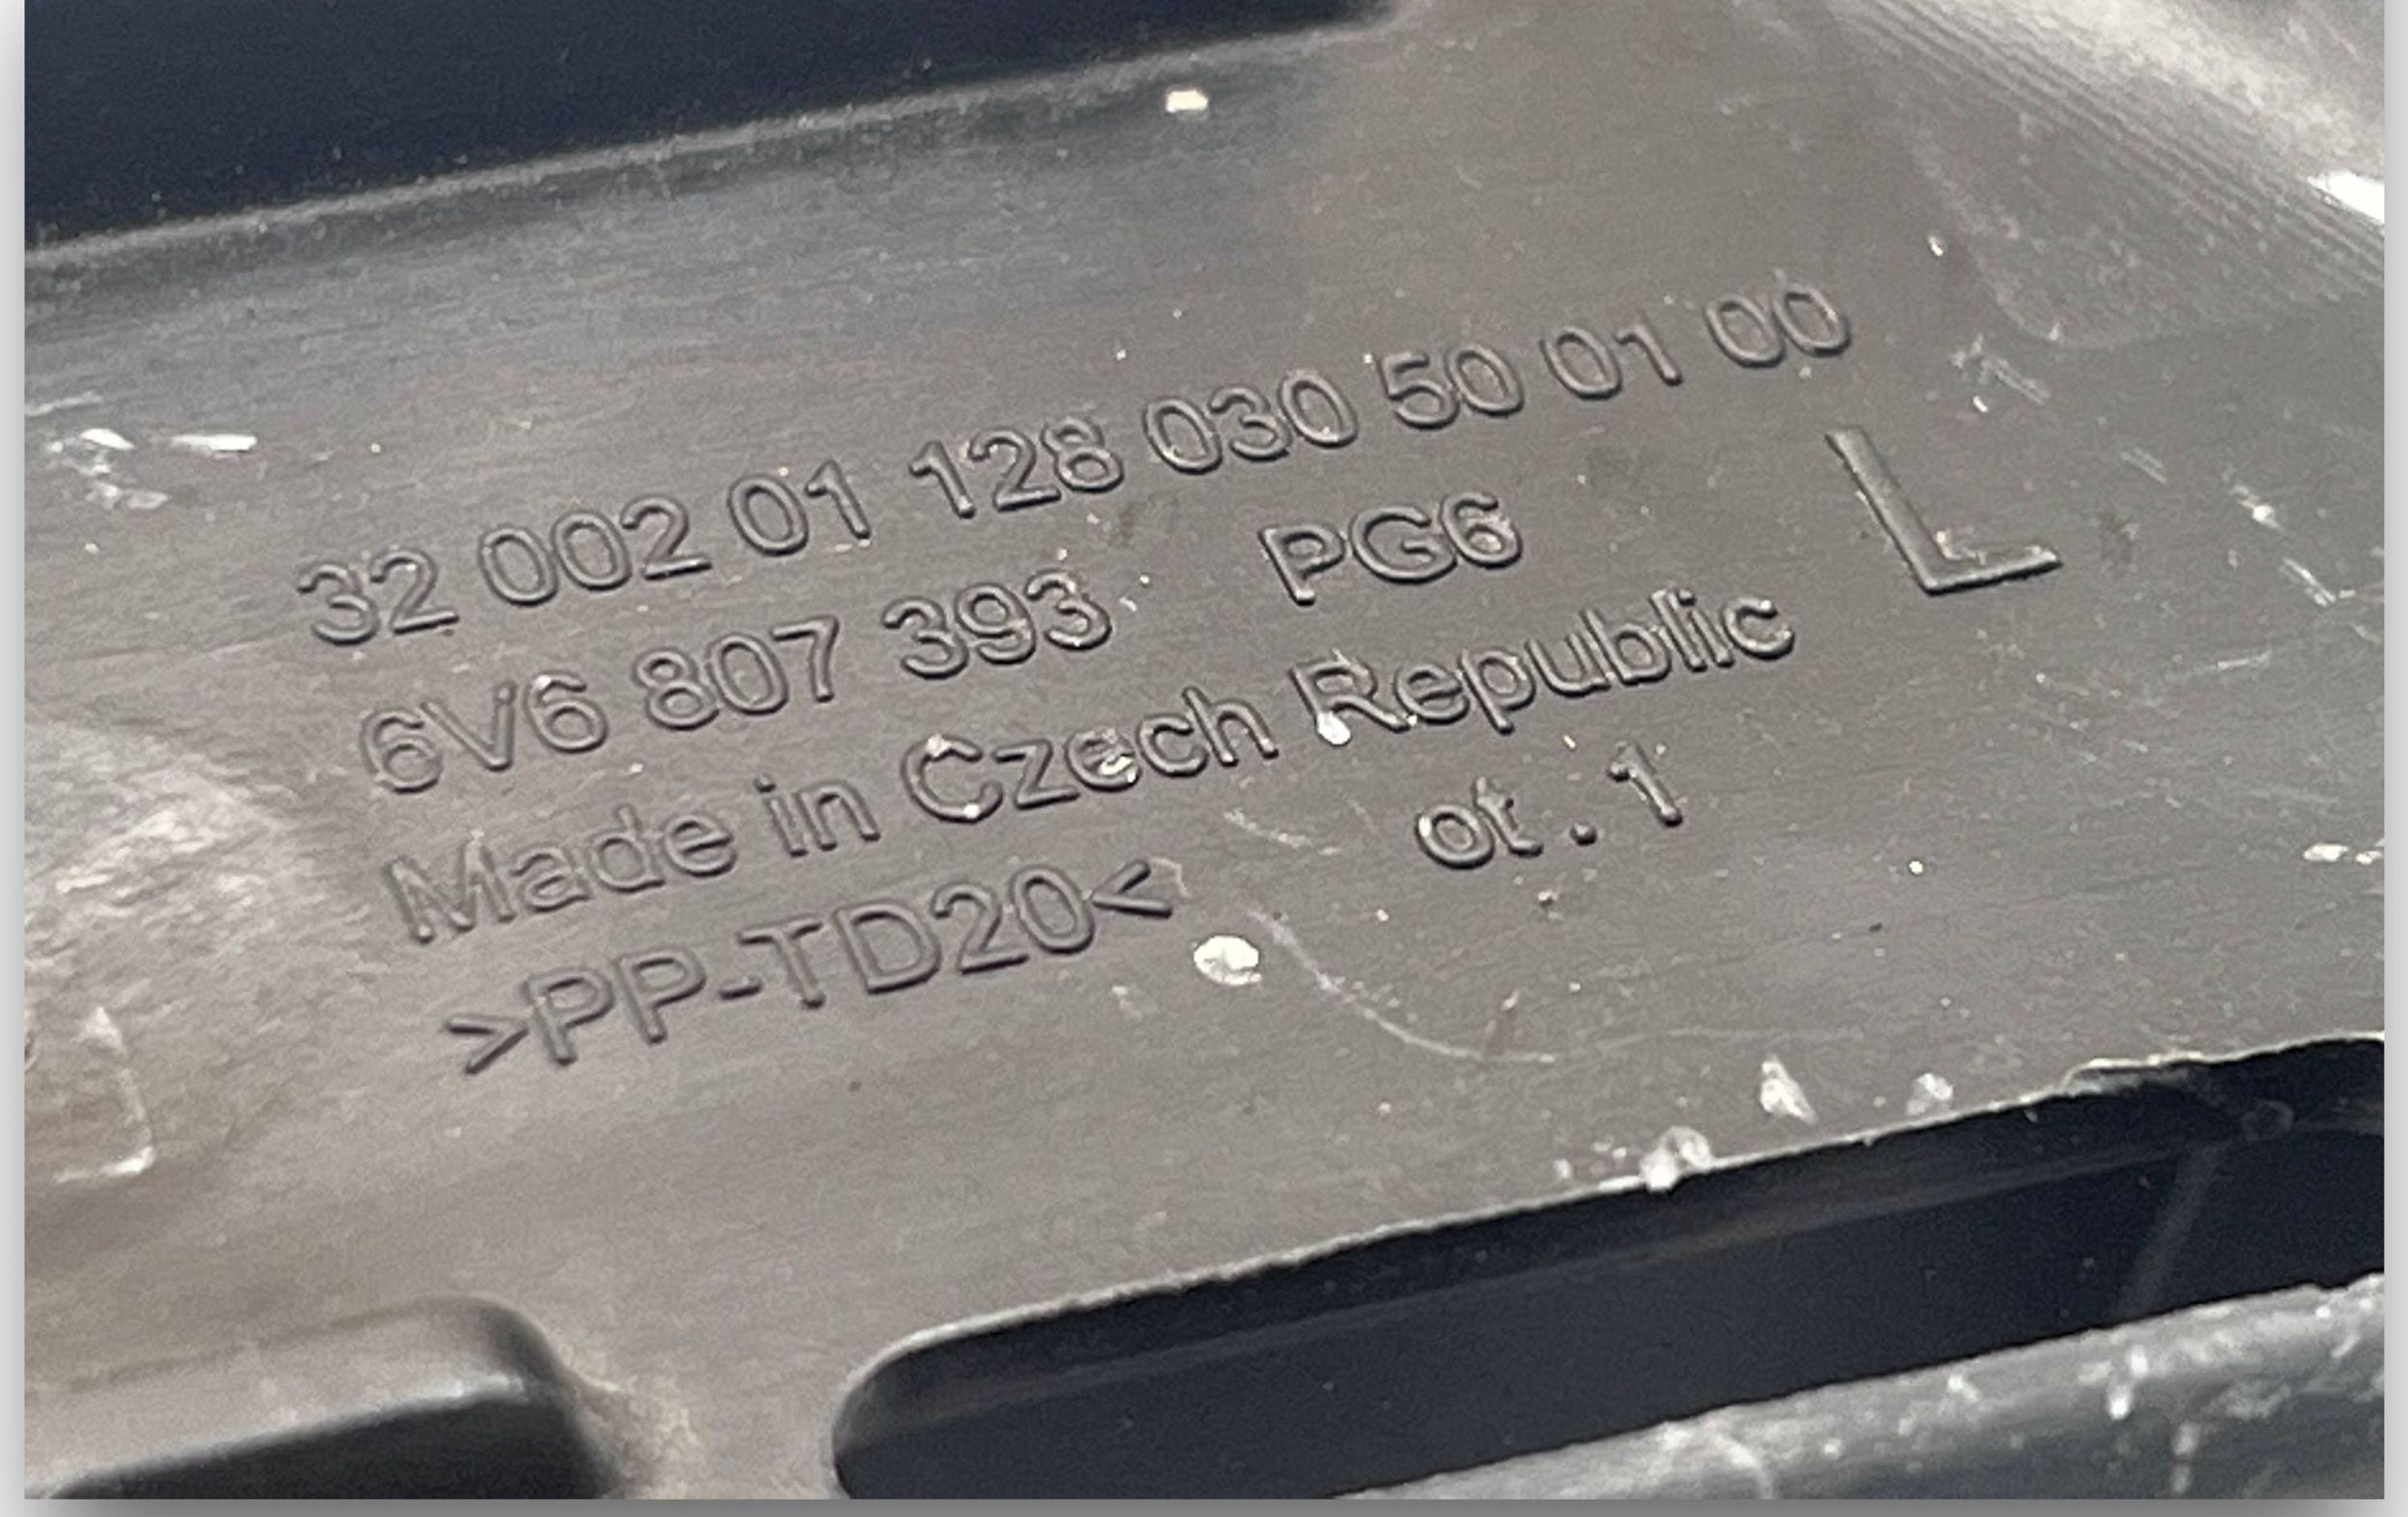 32 002 01 128 030 50 01 00
6V6 807 393 PG6 L
Made in Czech Republic
>PP-TD20< ot . 1